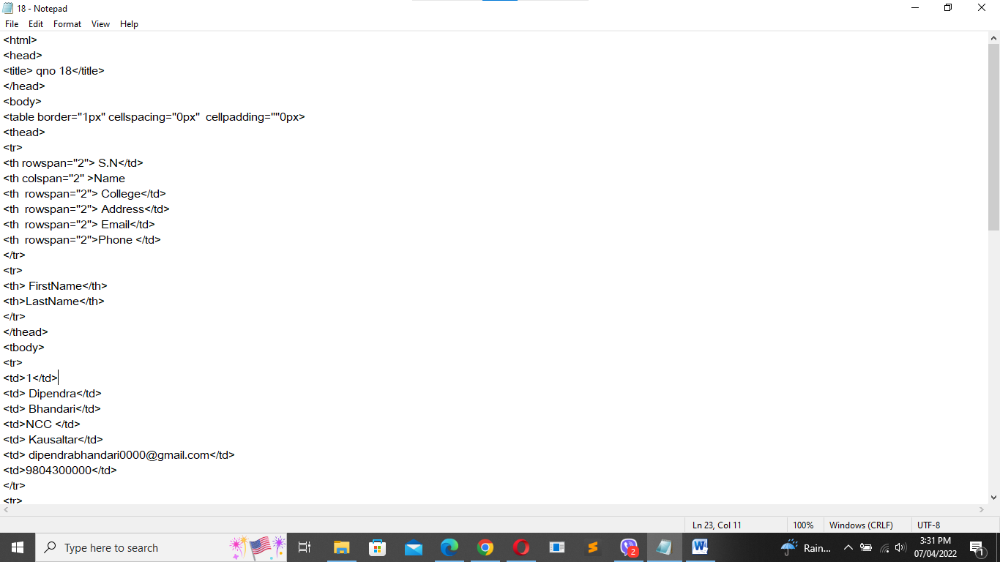 18 - Notepad
File Edit Format View Help
<html>
<head>
<title> qno 18</title>
</head>
<body>
<table border="1px" cellspacing="0px"  cellpadding=""0px>
<thead>
<tr>
<th rowspan="2"> S.N</td>
<th colspan="2" >Name
<th  rowspan="2"> College</td>
<th  rowspan="2"> Address</td>
<th  rowspan="2"> Email</td>
<th  rowspan="2">Phone </td>
</tr>
<tr>
<th> FirstName</th>
<th>LastName</th>
</tr>
</thead>
<tbody>
<tr>
<td>1</td>
<td> Dipendra</td>
<td> Bhandari</td>
<td>NCC </td>
<td> Kausaltar</td>
<td> dipendrabhandari0000@gmail.com</td>
<td>9804300000</td>
</tr>
<tr>
Ln 23, Col 11 100% Windows (CRLF) UTF-8
Type here to search 2 Rain... 3:31 PM 1
07/04/2022